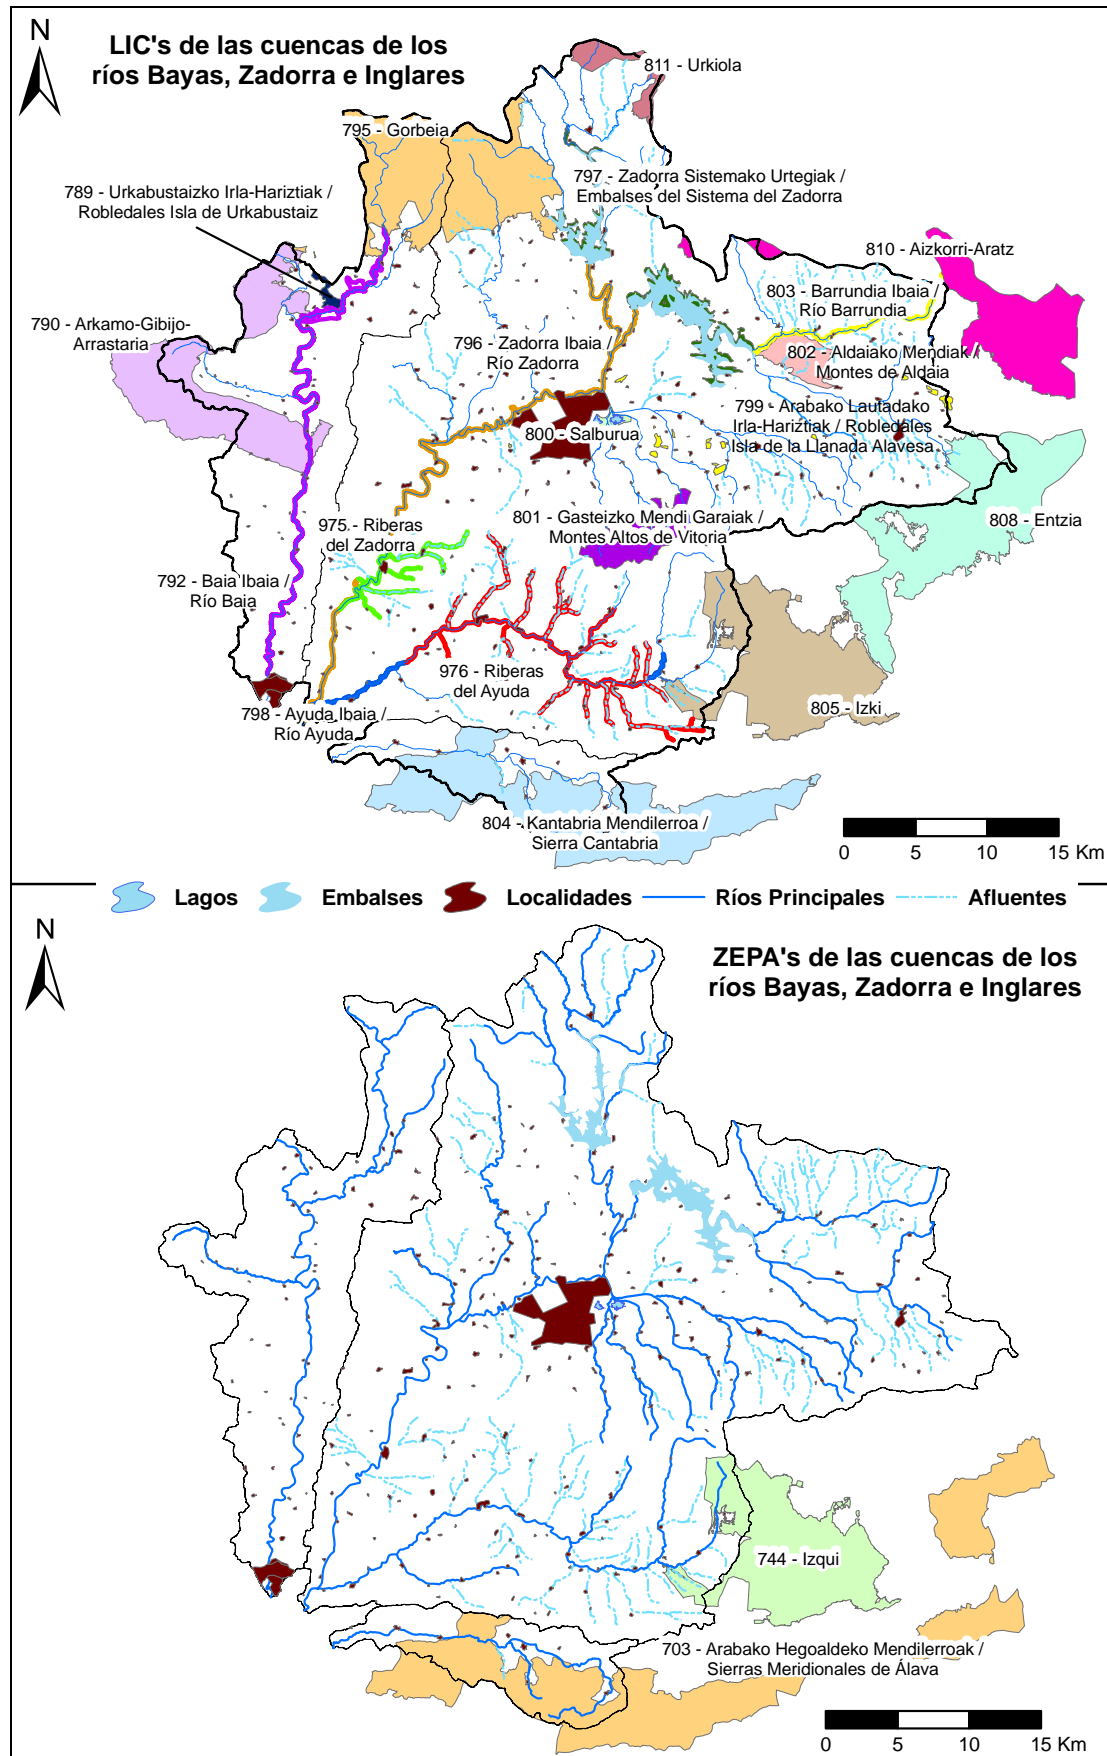 N
LIC's de las cuencas de los
ríos Bayas, Zadorra e Inglares
811 - Urkiola
795 - Gorbeia
797 - Zadorra Sistemako Urtegiak /
Embalses del Sistema del Zadorra
789 - Urkabustaizko Irla-Hariztiak /
Robledales Isla de Urkabustaiz
810 - Aizkorri-Aratz
803 - Barrundia Ibaia /
Río Barrundia
790 - Arkamo-Gibijo-
Arrastaria
796 - Zadorra Ibaia /
Río Zadorra
802 - Aldaiako Mendiak /
Montes de Aldaia
799 - Arabako Lautadako
Irla-Hariztiak / Robledales
Isla de la Llanada Alavesa
800 - Salburua
975 - Riberas
del Zadorra
801 - Gasteizko Mendi Garaiak /
Montes Altos de Vitoria
808 - Entzia
792 - Baia Ibaia /
Río Baia
976 - Riberas
del Ayuda
805 - Izki
798 - Ayuda Ibaia /
Río Ayuda
804 - Kantabria Mendilerroa /
Sierra Cantabria
0 5 10 15 Km
Lagos Embalses Localidades Ríos Principales Afluentes
N
ZEPA's de las cuencas de los
ríos Bayas, Zadorra e Inglares
744 - Izqui
703 - Arabako Hegoaldeko Mendilerroak /
Sierras Meridionales de Álava
0 5 10 15 Km